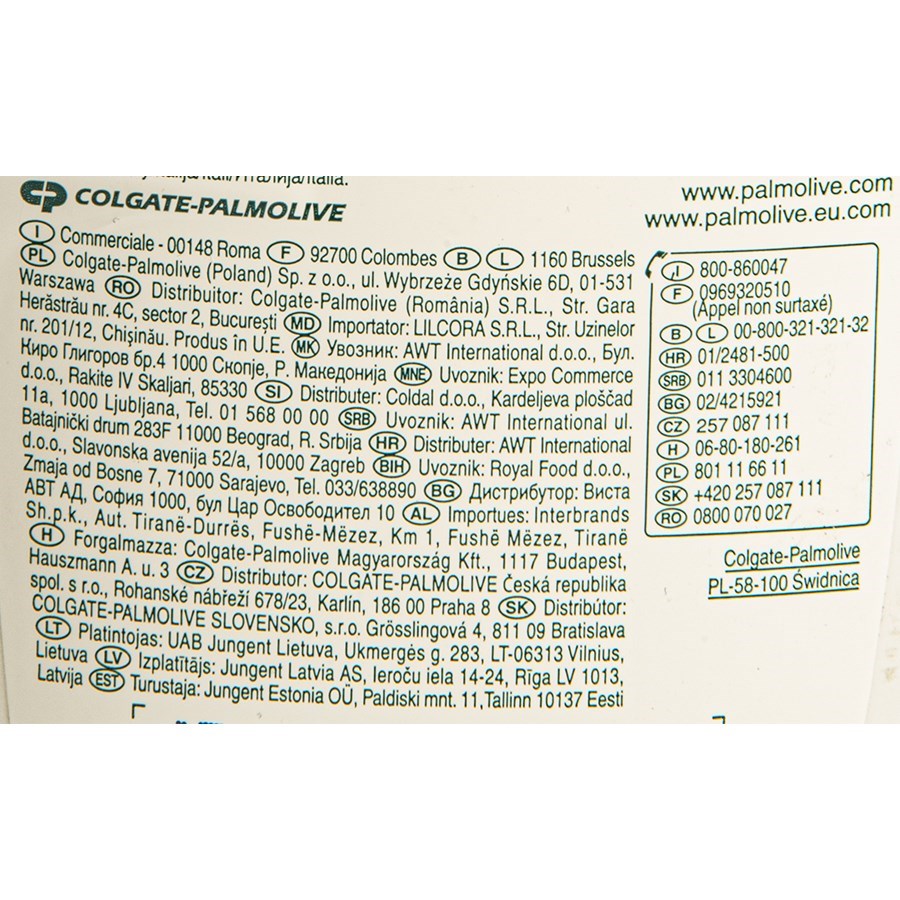 COLGATE-PALMOLIVE
I Commerciale - 00148 Roma F 92700 Colombes B L 1160 Brussels
PL Colgate-Palmolive (Poland) Sp. z o.o., ul. Wybrzeże Gdyńskie 6D, 01-531
Warszawa RO Distribuitor: Colgate-Palmolive (România) S.R.L., Str. Gara
Herăstrău nr. 4C, sector 2, Bucureşti MD Importator: LILCORA S.R.L., Str. Uzinelor
nr. 201/12, Chişinău. Produs în U.E. MK Увозник: AWT International d.o.o., Бул.
Киро Глигоров бр.4 1000 Скопје, Р. Македонија MNE Uvoznik: Expo Commerce
d.o.o., Rakite IV Škaljari, 85330 SI Distributer: Coldal d.o.o., Kardeljeva ploščad
11a, 1000 Ljubljana, Tel. 01 568 00 00 SRB Uvoznik: AWT International ul.
Batajnički drum 283F 11000 Beograd, R. Srbija HR Distributer: AWT International
d.o.o., Slavonska avenija 52/a, 10000 Zagreb BIH Uvoznik: Royal Food d.o.o.,
Zmaja od Bosne 7, 71000 Sarajevo, Tel. 033/638890 BG Дистрибутор: Виста
АВТ АД, София 1000, бул Цар Освободител 10 AL Importues: Interbrands
Sh.p.k., Aut. Tiranë-Durrës, Fushë-Mëzez, Km 1, Fushë Mëzez, Tiranë
H Forgalmazza: Colgate-Palmolive Magyarország Kft., 1117 Budapest,
Hauszmann A. u. 3 CZ Distributor: COLGATE-PALMOLIVE Česká republika
spol. s r.o., Rohanské nábřeží 678/23, Karlín, 186 00 Praha 8 SK Distribútor:
COLGATE-PALMOLIVE SLOVENSKO, s.r.o. Grösslingová 4, 811 09 Bratislava
LT Platintojas: UAB Jungent Lietuva, Ukmergės g. 283, LT-06313 Vilnius,
Lietuva LV Izplatītājs: Jungent Latvia AS, Ieroču iela 14-24, Rīga LV 1013,
Latvija EST Turustaja: Jungent Estonia OÜ, Paldiski mnt. 11, Tallinn 10137 Eesti
www.palmolive.com
www.palmolive.eu.com
I 800-860047
F 0969320510
(Appel non surtaxé)
B L 00-800-321-321-32
HR 01/2481-500
SRB 011 3304600
BG 02/4215921
CZ 257 087 111
H 06-80-180-261
PL 801 11 66 11
SK +420 257 087 111
RO 0800 070 027
Colgate-Palmolive
PL-58-100 Świdnica